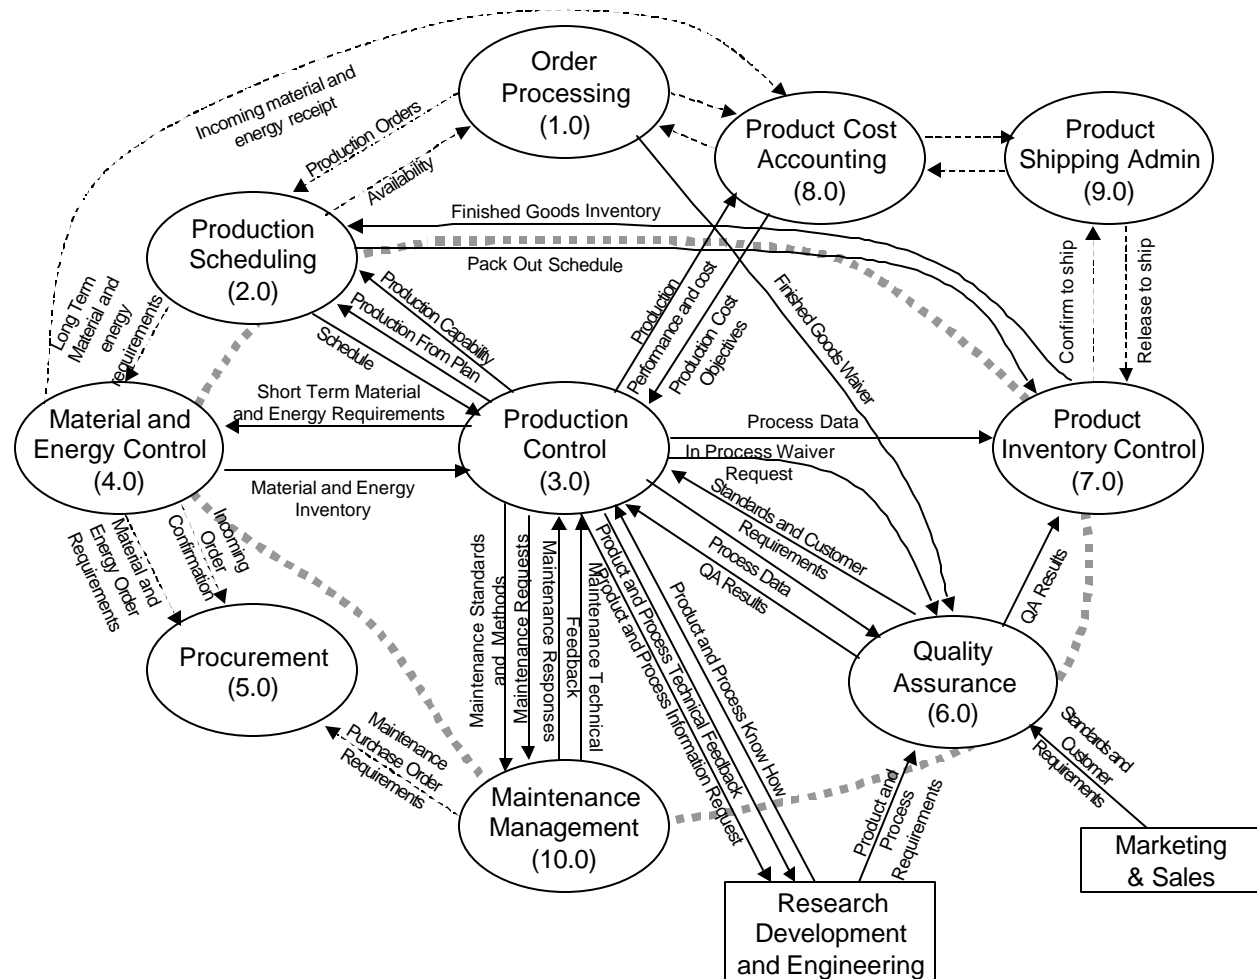 Order
Processing
(1.0)
Incoming material and
energy receipt
Production Orders
Availability
Product Cost
Accounting
(8.0)
Product
Shipping Admin
(9.0)
Production
Scheduling
(2.0)
Finished Goods Inventory
Pack Out Schedule
Confirm to ship
Release to ship
Long Term
Material and
energy
requirements
Production Capability
Production From Plan
Schedule
Production
Performance and cost
Production Cost
Objectives
Finished Goods Waiver
Material and
Energy Control
(4.0)
Short Term Material
and Energy Requirements
Material and Energy
Inventory
Production
Control
(3.0)
Process Data
In Process Waiver
Request
Product
Inventory Control
(7.0)
Material and
Energy Order
Requirements
Incoming
Order
Confirmation
Standards and Customer
Requirements
Process Data
QA Results
QA Results
Maintenance Standards
and Methods
Maintenance Requests
Maintenance Responses
Feedback
Maintenance Technical
Product and Process Technical Feedback
Product and Process Information Request
Product and Process Know How
Procurement
(5.0)
Quality
Assurance
(6.0)
Maintenance
Purchase Order
Requirements
Maintenance
Management
(10.0)
Product and
Process
Requirements
Standards and
Customer
Requirements
Marketing
& Sales
Research
Development
and Engineering